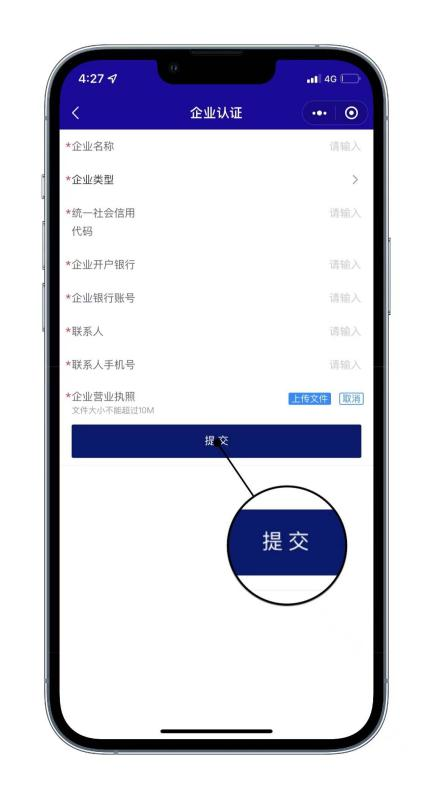 4:27
4G
企业认证
*企业名称 请输入
*企业类型
*统一社会信用 请输入
代码
*企业开户银行 请输入
*企业银行账号 请输入
*联系人 请输入
*联系人手机号 请输入
*企业营业执照 上传文件 取消
文件大小不能超过10M
提交
提交